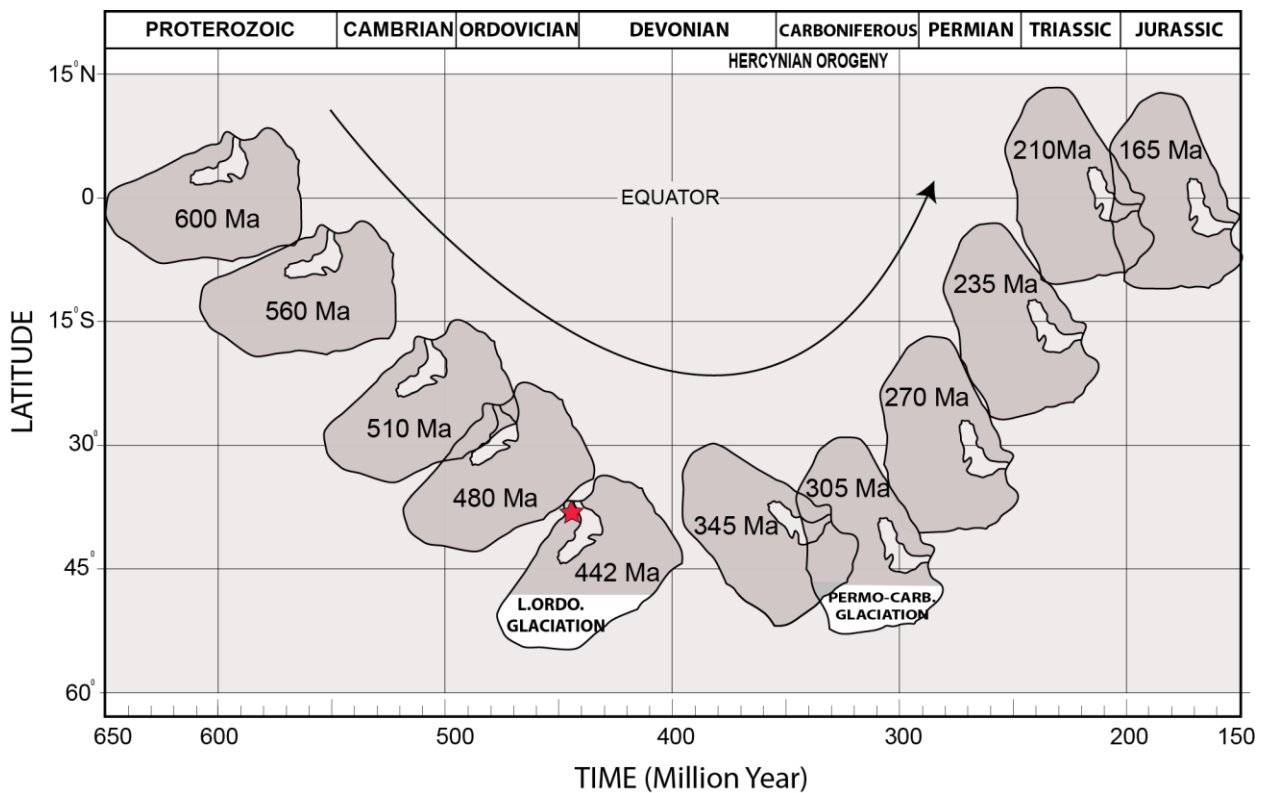 PROTEROZOIC CAMBRIAN ORDOVICIAN DEVONIAN CARBONIFEROUS PERMIAN TRIASSIC JURASSIC
HERCYNIAN OROGENY
15°N
0
15°S
30°
45°
60°
LATITUDE
EQUATOR
600 Ma
560 Ma
510 Ma
480 Ma
442 Ma
L.ORDO.
GLACIATION
345 Ma
305 Ma
PERMO-CARB.
GLACIATION
270 Ma
235 Ma
210Ma
165 Ma
650 600 500 400 300 200 150
TIME (Million Year)